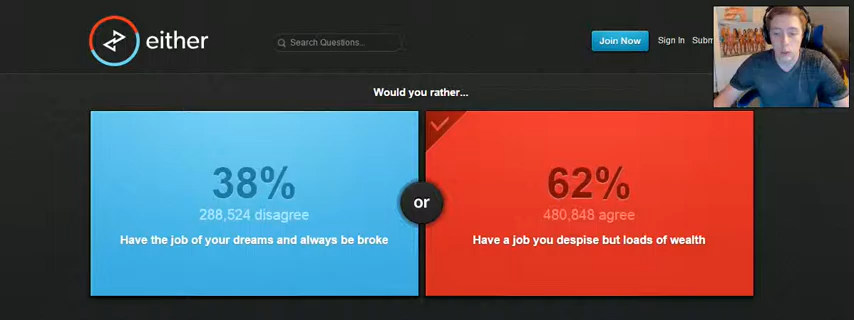 either
Search Questions...
Join Now
Sign In
Would you rather...
38%
288,524 disagree
Have the job of your dreams and always be broke
or
62%
480,848 agree
Have a job you despise but loads of wealth